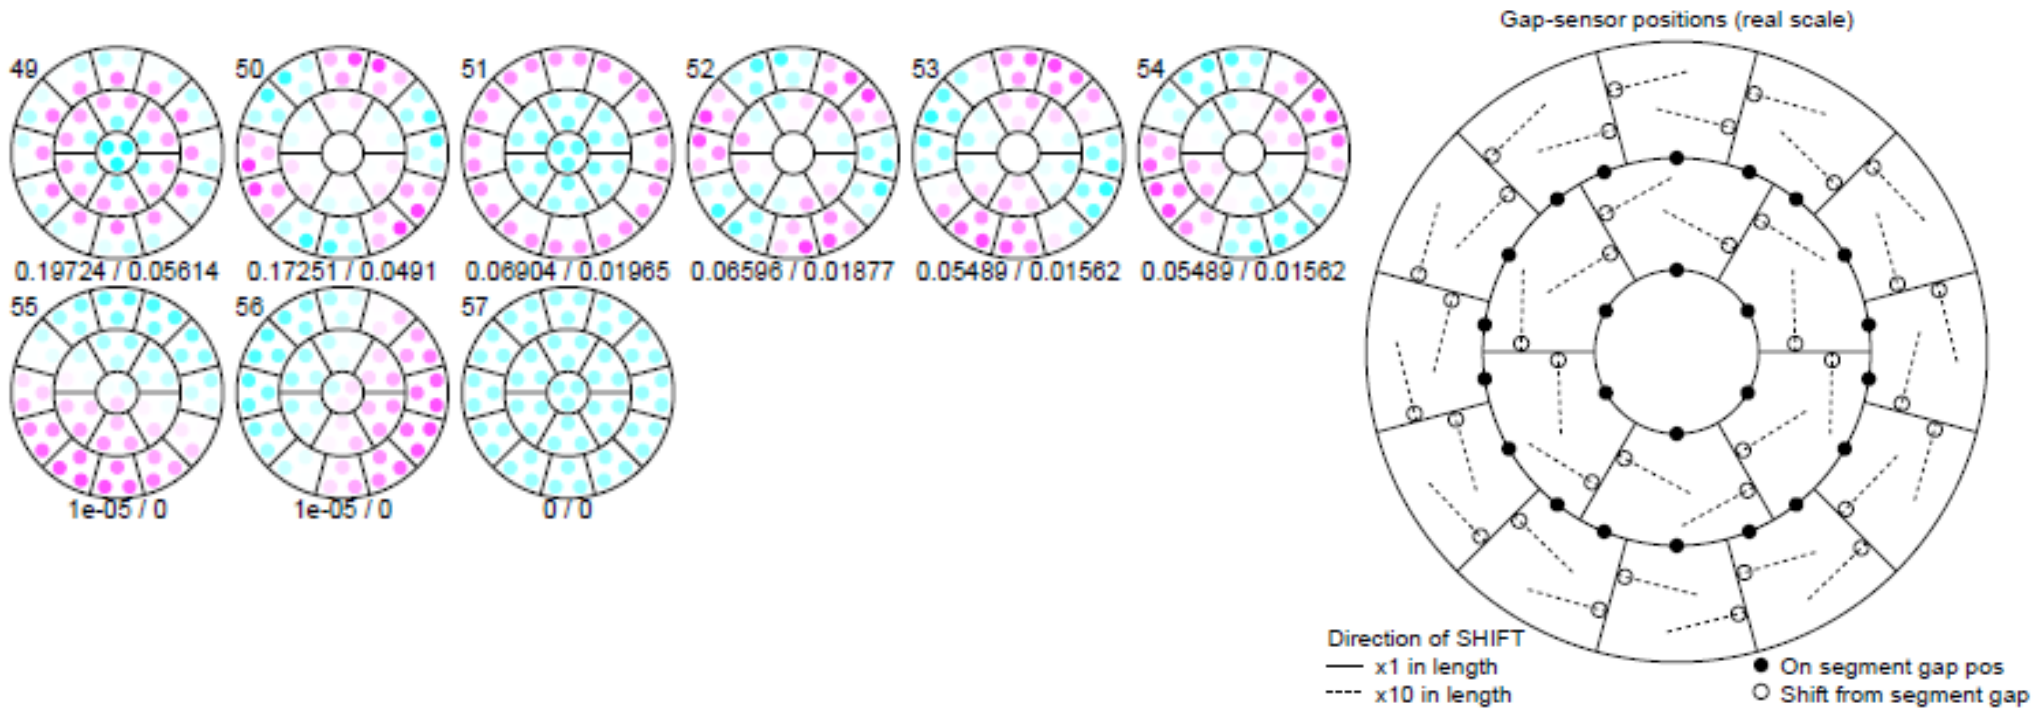 Gap-sensor positions (real scale)
49 50 51 52 53 54
0.19724 / 0.05614 0.17251 / 0.0491 0.06904 / 0.01965 0.06596 / 0.01877 0.05489 / 0.01562 0.05489 / 0.01562
55 56 57
1e-05 / 0 1e-05 / 0 0 / 0
Direction of SHIFT
x1 in length
x10 in length
On segment gap pos
Shift from segment gap